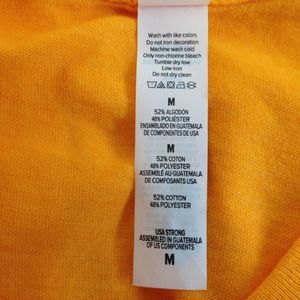 Wash with like colors
Do not iron decoration
Machine wash cold
Only non-chlorine bleach
Tumble dry low
Low iron
Do not dry clean
M
52% ALGODÓN
48% POLIÉSTER
ENSAMBLADO EN GUATEMALA
DE COMPONENTES DE USA
M
52% COTON
48% POLYESTER
ASSEMBLÉ AU GUATEMALA
DE COMPOSANTS USA
52% COTTON
48% POLYESTER
USA STRONG
ASSEMBLED IN GUATEMALA
OF US COMPONENTS
M